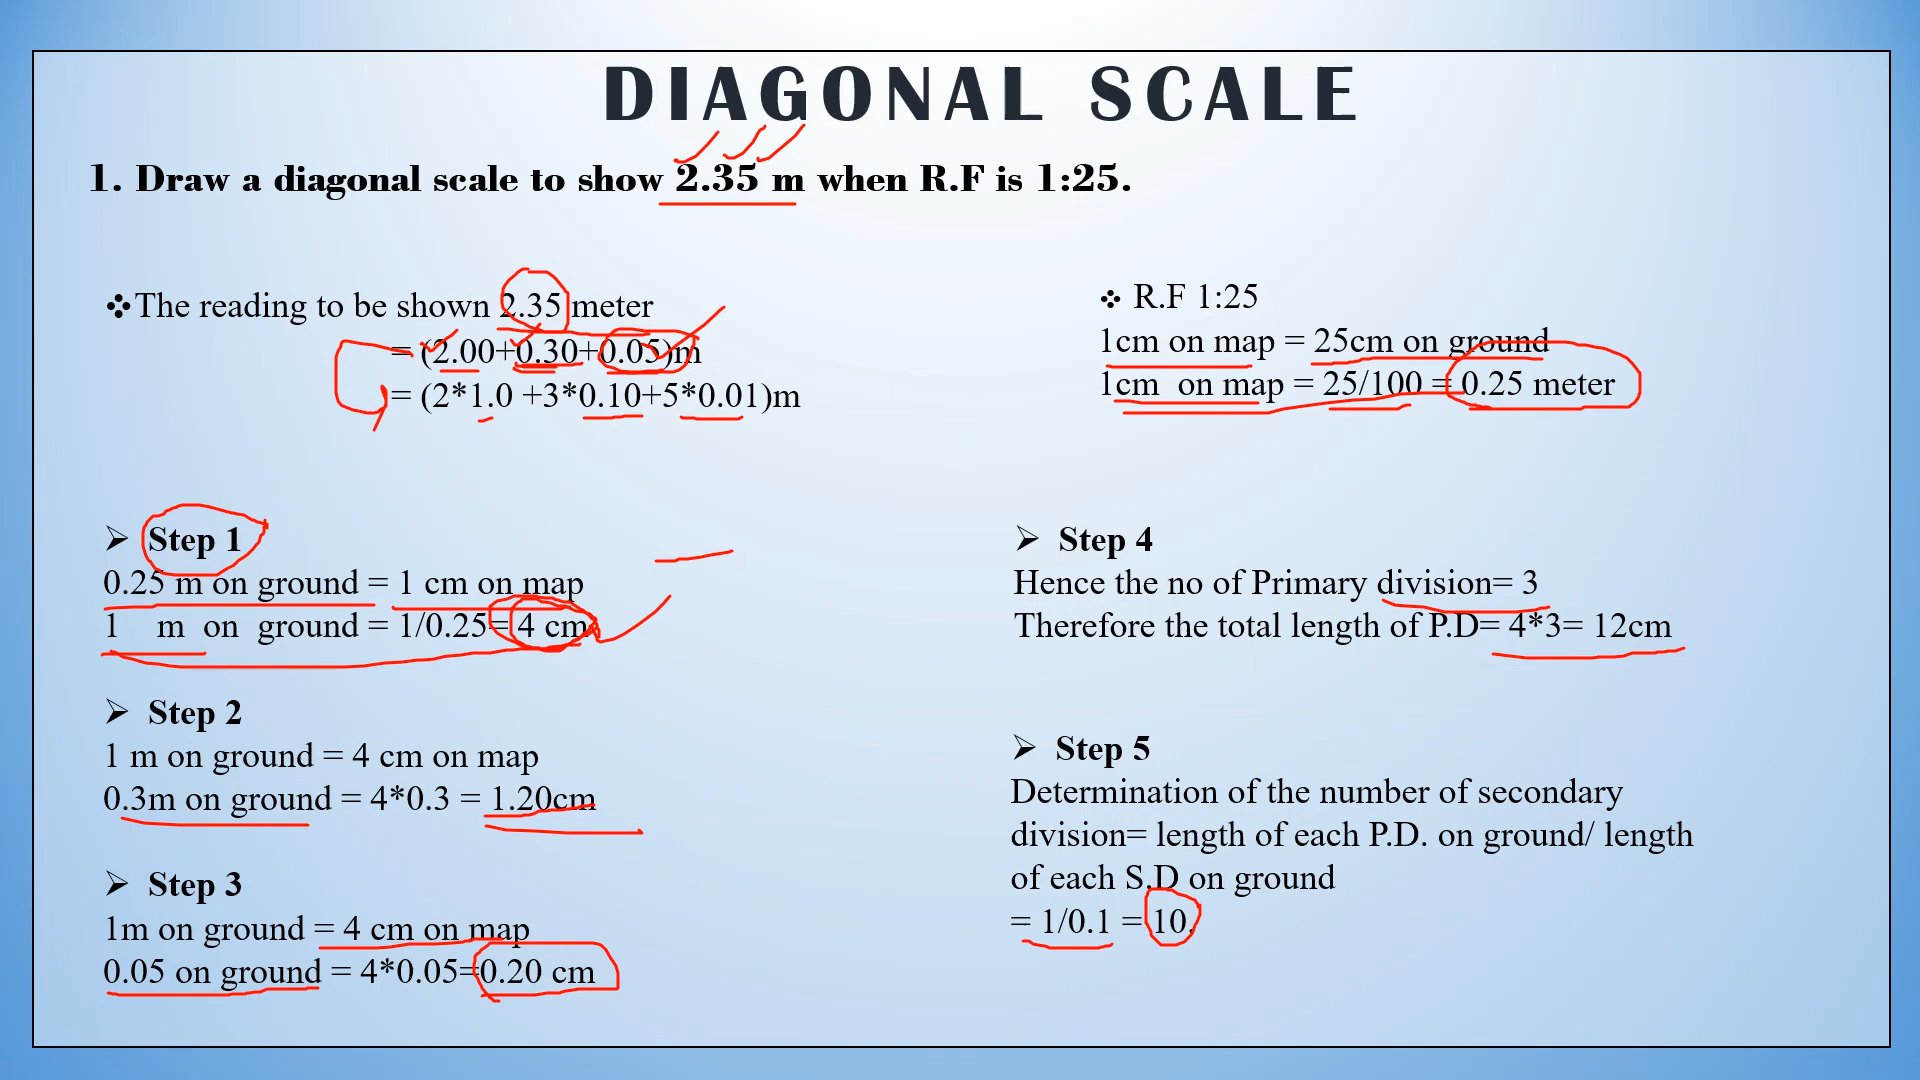 DIAGONAL SCALE
1. Draw a diagonal scale to show 2.35 m when R.F is 1:25.
❖The reading to be shown 2.35 meter
= (2.00+0.30+0.05)m
= (2*1.0 +3*0.10+5*0.01)m
❖ R.F 1:25
1cm on map = 25cm on ground
1cm on map = 25/100 = 0.25 meter
➢ Step 1
0.25 m on ground = 1 cm on map
1 m on ground = 1/0.25= 4 cm
➢ Step 2
1 m on ground = 4 cm on map
0.3m on ground = 4*0.3 = 1.20cm
➢ Step 3
1m on ground = 4 cm on map
0.05 on ground = 4*0.05=0.20 cm
➢ Step 4
Hence the no of Primary division= 3
Therefore the total length of P.D= 4*3= 12cm
➢ Step 5
Determination of the number of secondary
division= length of each P.D. on ground/ length
of each S.D on ground
= 1/0.1 = 10.